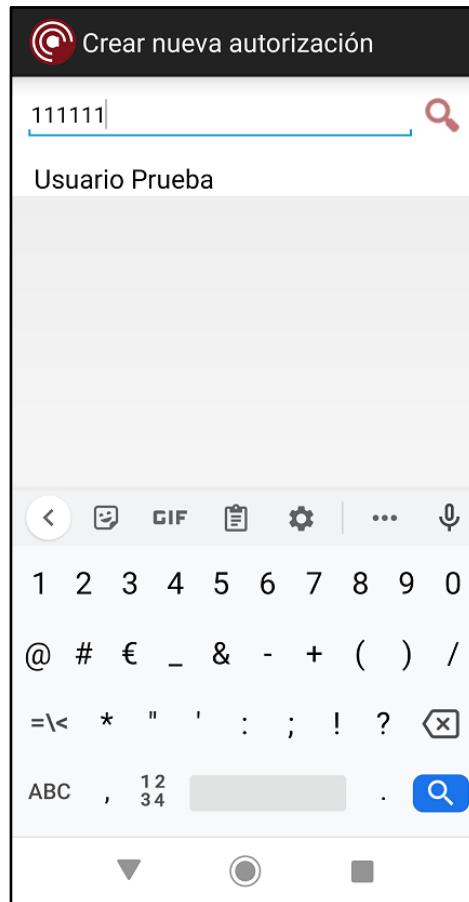 Crear nueva autorización
111111
Usuario Prueba
GIF
1 2 3 4 5 6 7 8 9 0
@ # € _ & - + ( ) /
=\< * " ' : ; ! ?
ABC , 12 34 .